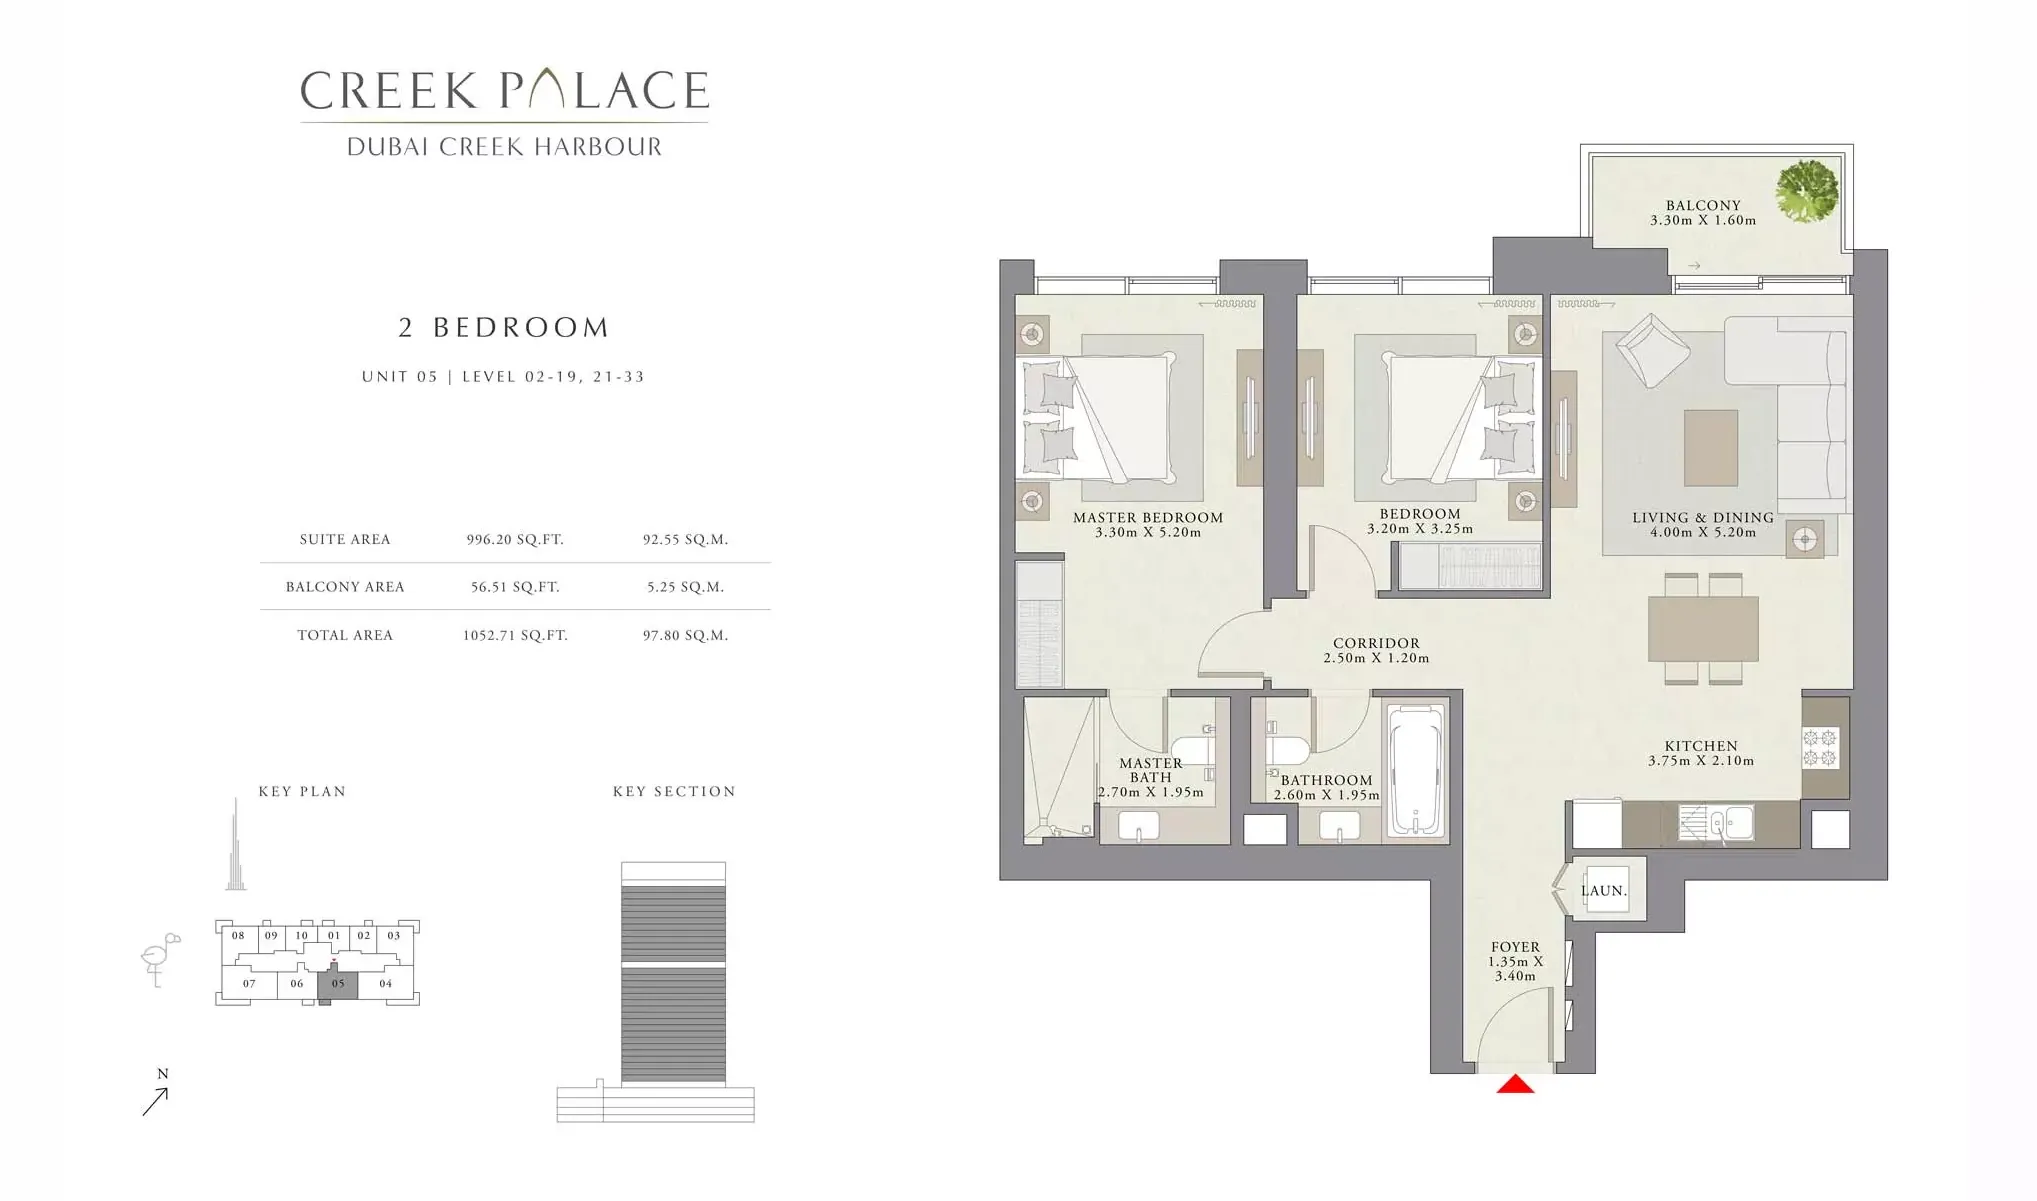 CREEK PALACE
DUBAI CREEK HARBOUR
2 BEDROOM
UNIT 05 | LEVEL 02-19, 21-33
SUITE AREA 996.20 SQ.FT. 92.55 SQ.M.
BALCONY AREA 56.51 SQ.FT. 5.25 SQ.M.
TOTAL AREA 1052.71 SQ.FT. 97.80 SQ.M.
KEY PLAN
08 09 10 01 02 03
07 06 05 04
N
KEY SECTION
BALCONY
3.30m X 1.60m
MASTER BEDROOM
3.30m X 5.20m
BEDROOM
3.20m X 3.25m
LIVING & DINING
4.00m X 5.20m
CORRIDOR
2.50m X 1.20m
KITCHEN
3.75m X 2.10m
MASTER
BATH
2.70m X 1.95m
BATHROOM
2.60m X 1.95m
LAUN.
FOYER
1.35m X
3.40m